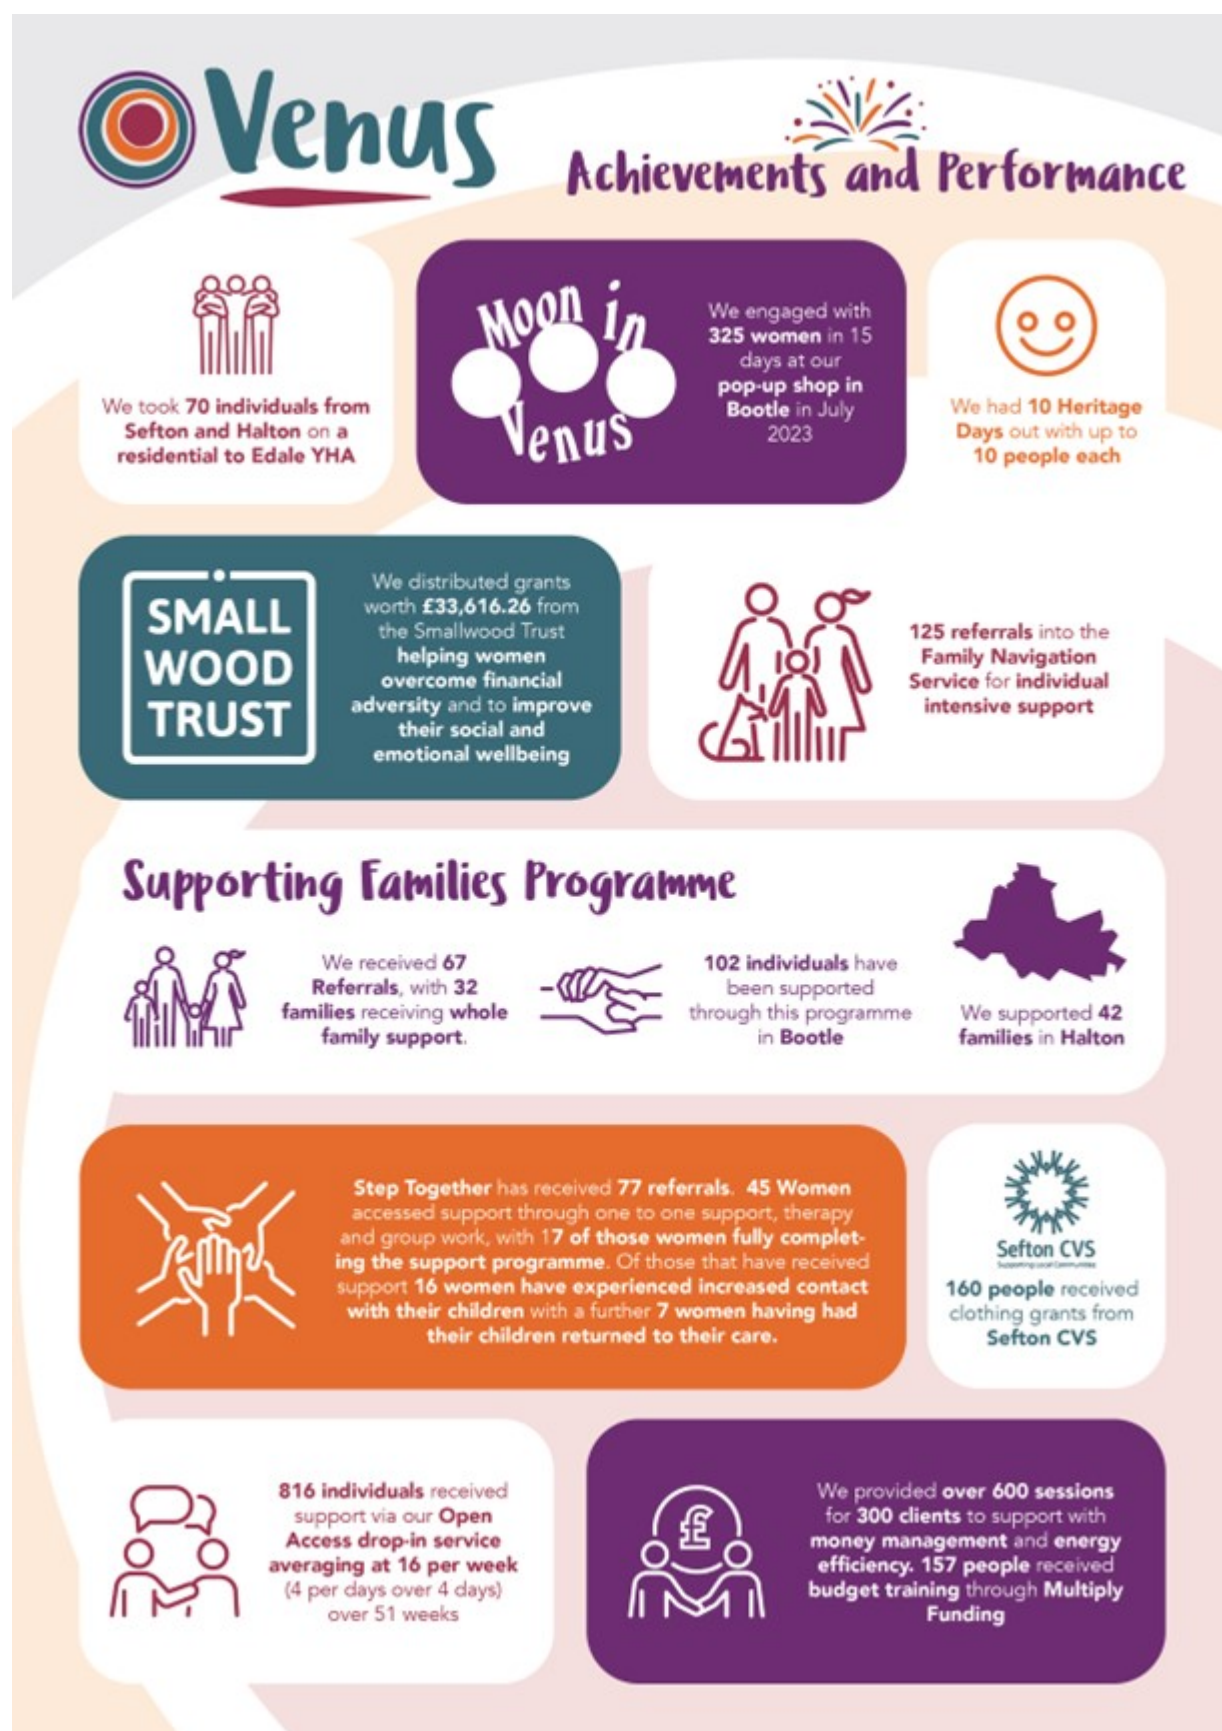 Venus
Achievements and Performance
We took 70 individuals from
Sefton and Halton on a
residential to Edale YHA
Moon in
Venus
We engaged with
325 women in 15
days at our
pop-up shop in
Bootle in July
2023
We had 10 Heritage
Days out with up to
10 people each
SMALL
WOOD
TRUST
We distributed grants
worth £33,616.26 from
the Smallwood Trust
helping women
overcome financial
adversity and to improve
their social and
emotional wellbeing
125 referrals into the
Family Navigation
Service for individual
intensive support
Supporting Families Programme
We received 67
Referrals, with 32
families receiving whole
family support.
102 individuals have
been supported
through this programme
in Bootle
We supported 42
families in Halton
Step Together has received 77 referrals. 45 Women
accessed support through one to one support, therapy
and group work, with 17 of those women fully complet-
ing the support programme. Of those that have received
support 16 women have experienced increased contact
with their children with a further 7 women having had
their children returned to their care.
Sefton CVS
Supporting Local Communities
160 people received
clothing grants from
Sefton CVS
816 individuals received
support via our Open
Access drop-in service
averaging at 16 per week
(4 per days over 4 days)
over 51 weeks
£
We provided over 600 sessions
for 300 clients to support with
money management and energy
efficiency. 157 people received
budget training through Multiply
Funding